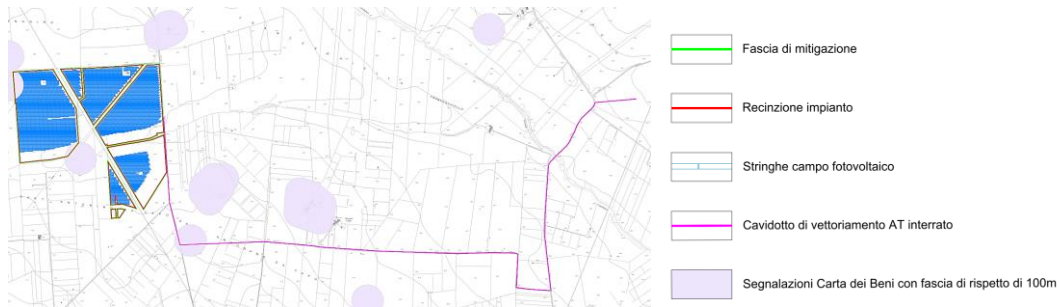 Fascia di mitigazione
Recinzione impianto
Stringhe campo fotovoltaico
Cavidotto di vettoriamento AT interrato
Segnalazioni Carta dei Beni con fascia di rispetto di 100m